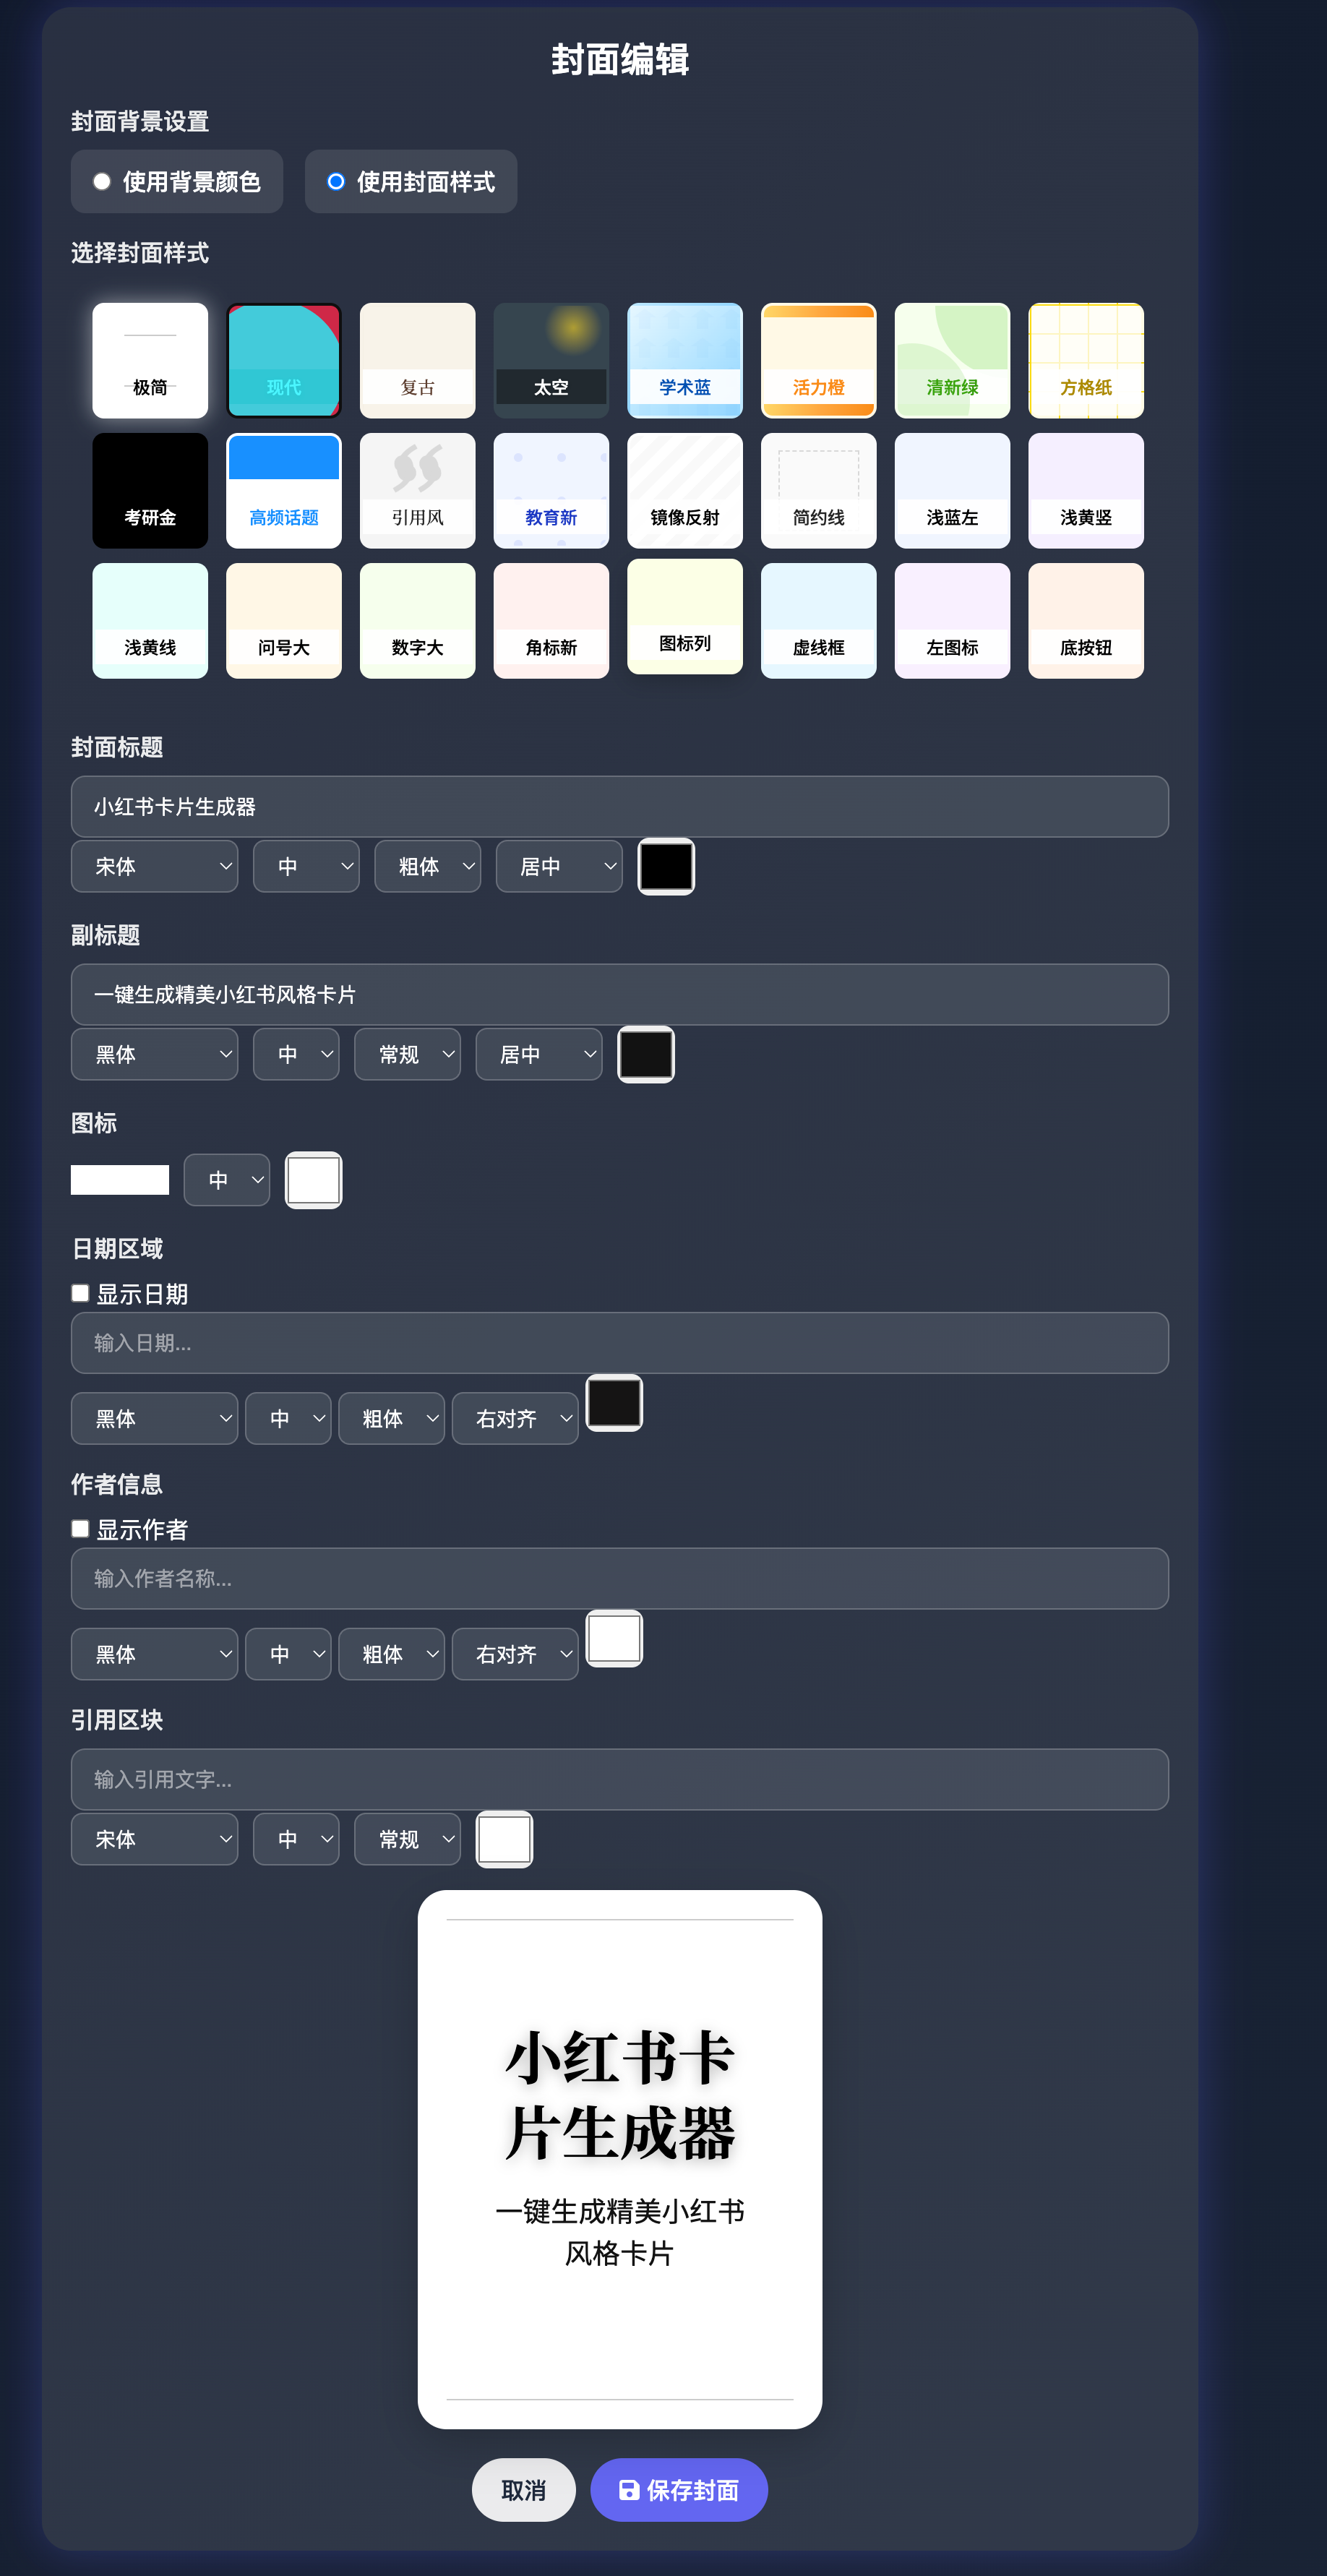 封面编辑
封面背景设置
使用背景颜色 使用封面样式
选择封面样式
极简 现代 复古 太空 学术蓝 活力橙 清新绿 方格纸
考研金 高频话题 引用风 教育新 镜像反射 简约线 浅蓝左 浅黄竖
浅黄线 问号大 数字大 角标新 图标列 虚线框 左图标 底按钮
封面标题
小红书卡片生成器
宋体 中 粗体 居中
副标题
一键生成精美小红书风格卡片
黑体 中 常规 居中
图标
中
日期区域
显示日期
输入日期...
黑体 中 粗体 右对齐
作者信息
显示作者
输入作者名称...
黑体 中 粗体 右对齐
引用区块
输入引用文字...
宋体 中 常规
小红书卡
片生成器
一键生成精美小红书
风格卡片
取消 保存封面